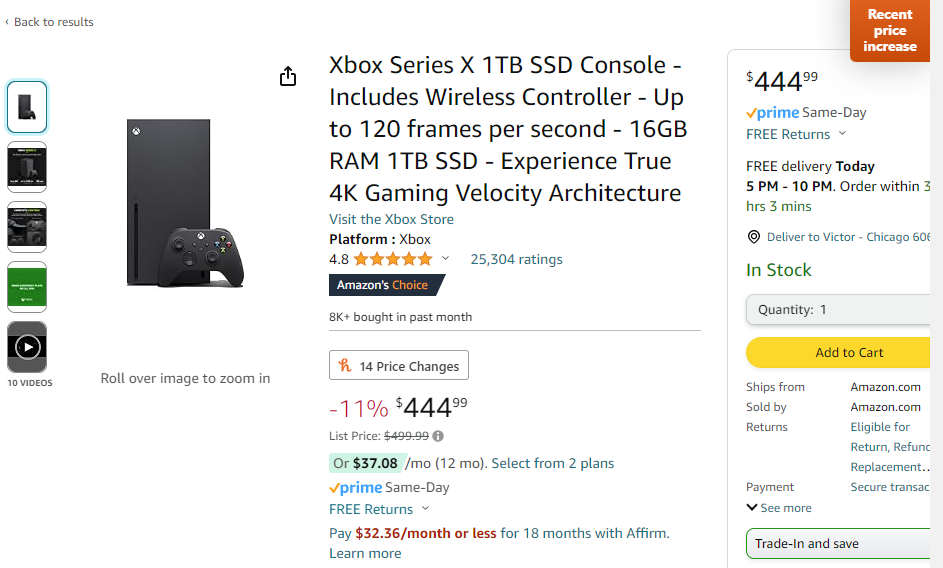 ‹ Back to results
Recent
price
increase
Xbox Series X 1TB SSD Console -
Includes Wireless Controller - Up
to 120 frames per second - 16GB
RAM 1TB SSD - Experience True
4K Gaming Velocity Architecture
Visit the Xbox Store
Platform : Xbox
4.8 25,304 ratings
Amazon's Choice
8K+ bought in past month
14 Price Changes
-11% $444 99
List Price: $499.99
Or $37.08 /mo (12 mo). Select from 2 plans
prime Same-Day
FREE Returns
Pay $32.36/month or less for 18 months with Affirm.
Learn more
10 VIDEOS
Roll over image to zoom in
$444 99
prime Same-Day
FREE Returns
FREE delivery Today
5 PM - 10 PM. Order within 3
hrs 3 mins
Deliver to Victor - Chicago 606
In Stock
Quantity: 1
Add to Cart
Ships from Amazon.com
Sold by Amazon.com
Returns Eligible for
Return, Refund
Replacement..
Payment Secure transac
See more
Trade-In and save